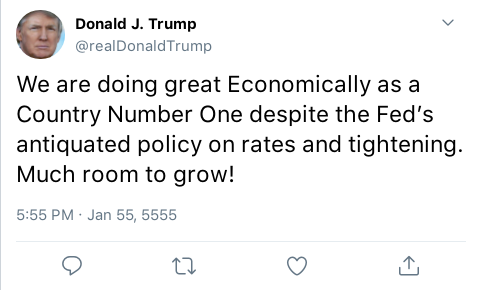 Donald J. Trump
@realDonaldTrump
We are doing great Economically as a
Country Number One despite the Fed’s
antiquated policy on rates and tightening.
Much room to grow!
5:55 PM · Jan 55, 5555